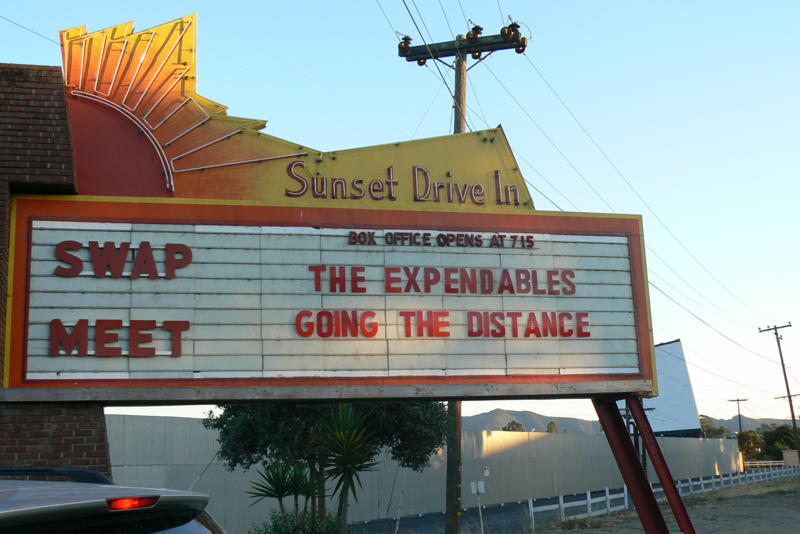 Sunset Drive In
BOX OFFICE OPENS AT 715
SWAP
MEET
THE EXPENDABLES
GOING THE DISTANCE